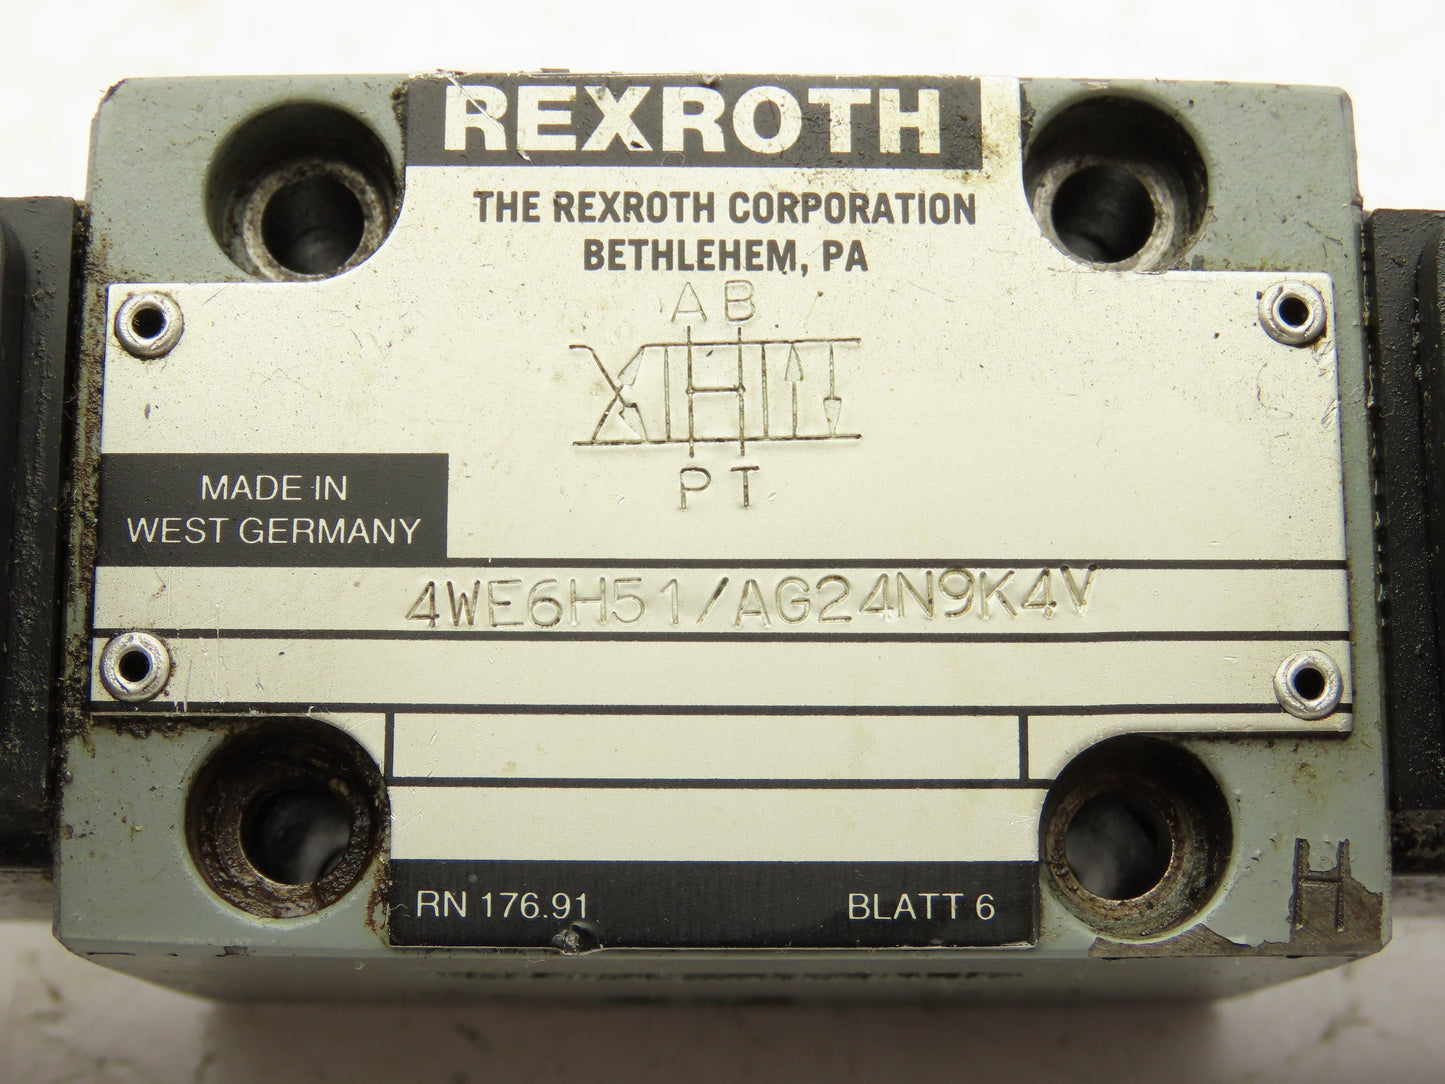 REXROTH
THE REXROTH CORPORATION
BETHLEHEM, PA
A B
P T
MADE IN
WEST GERMANY
4WE6H51/AG24N9K4V
RN 176.91
BLATT 6
H